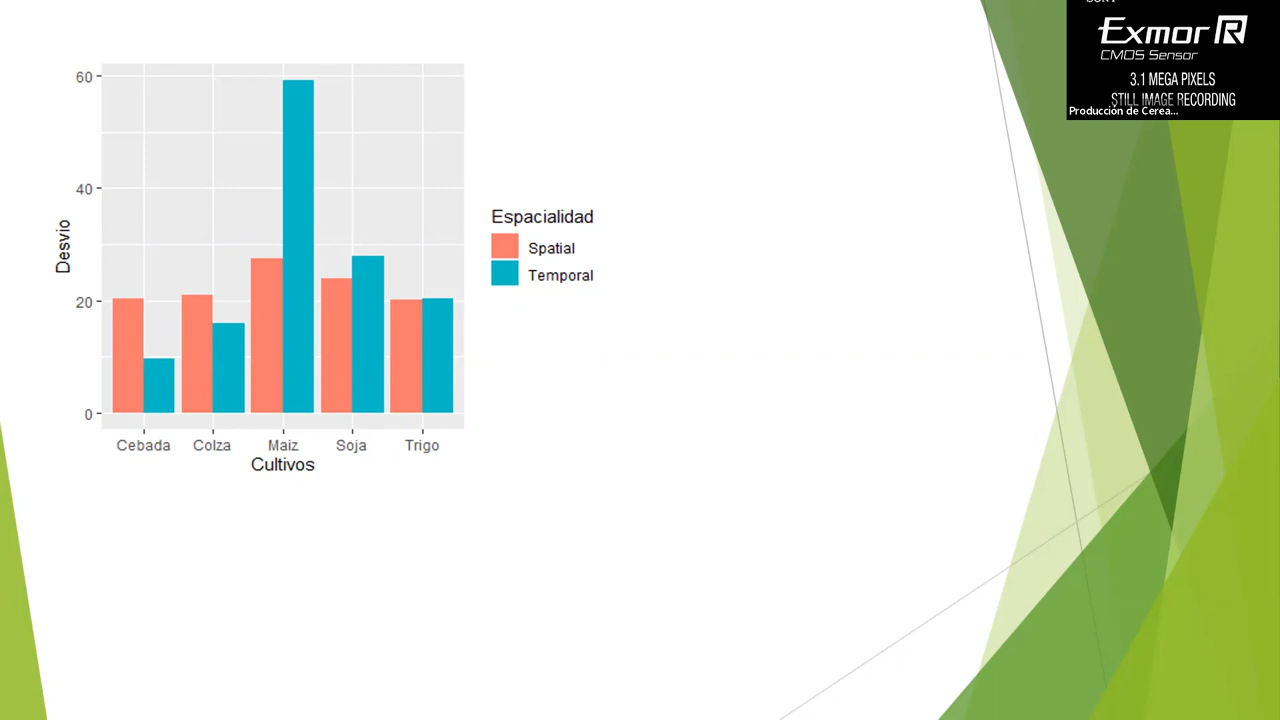 SONY
Exmor R
CMOS Sensor
3.1 MEGA PIXELS
STILL IMAGE RECORDING
Producción de Cerea...
60
40
20
0
Desvio
Cebada Colza Maiz Soja Trigo
Cultivos
Espacialidad
Spatial
Temporal